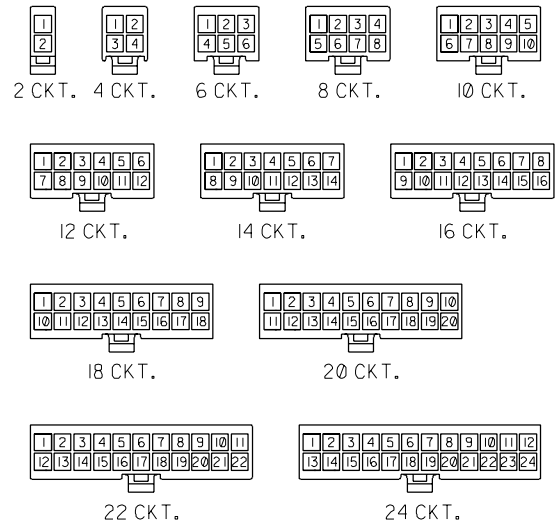 1 1 2 1 2 3 1 2 3 4 1 2 3 4 5
2 3 4 4 5 6 5 6 7 8 6 7 8 9 10
2 CKT. 4 CKT. 6 CKT. 8 CKT. 10 CKT.
1 2 3 4 5 6 1 2 3 4 5 6 7 1 2 3 4 5 6 7 8
7 8 9 10 11 12 8 9 10 11 12 13 14 9 10 11 12 13 14 15 16
12 CKT. 14 CKT. 16 CKT.
1 2 3 4 5 6 7 8 9 1 2 3 4 5 6 7 8 9 10
10 11 12 13 14 15 16 17 18 11 12 13 14 15 16 17 18 19 20
18 CKT. 20 CKT.
1 2 3 4 5 6 7 8 9 10 11 1 2 3 4 5 6 7 8 9 10 11 12
12 13 14 15 16 17 18 19 20 21 22 13 14 15 16 17 18 19 20 21 22 23 24
22 CKT. 24 CKT.